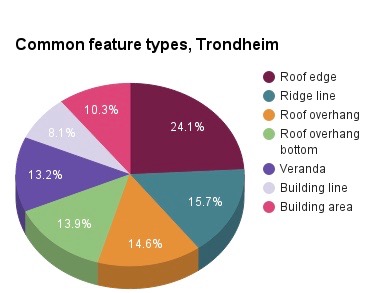 Common feature types, Trondheim
Roof edge
Ridge line
Roof overhang
Roof overhang
bottom
Veranda
Building line
Building area
24.1%
15.7%
14.6%
13.9%
13.2%
8.1%
10.3%